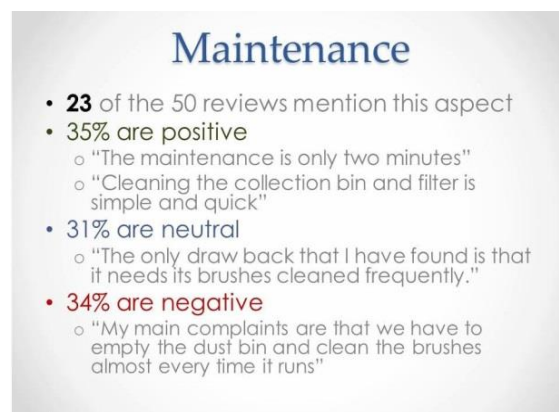 Maintenance
• 23 of the 50 reviews mention this aspect
• 35% are positive
o “The maintenance is only two minutes”
o “Cleaning the collection bin and filter is
simple and quick”
• 31% are neutral
o “The only draw back that I have found is that
it needs its brushes cleaned frequently.”
• 34% are negative
o “My main complaints are that we have to
empty the dust bin and clean the brushes
almost every time it runs”